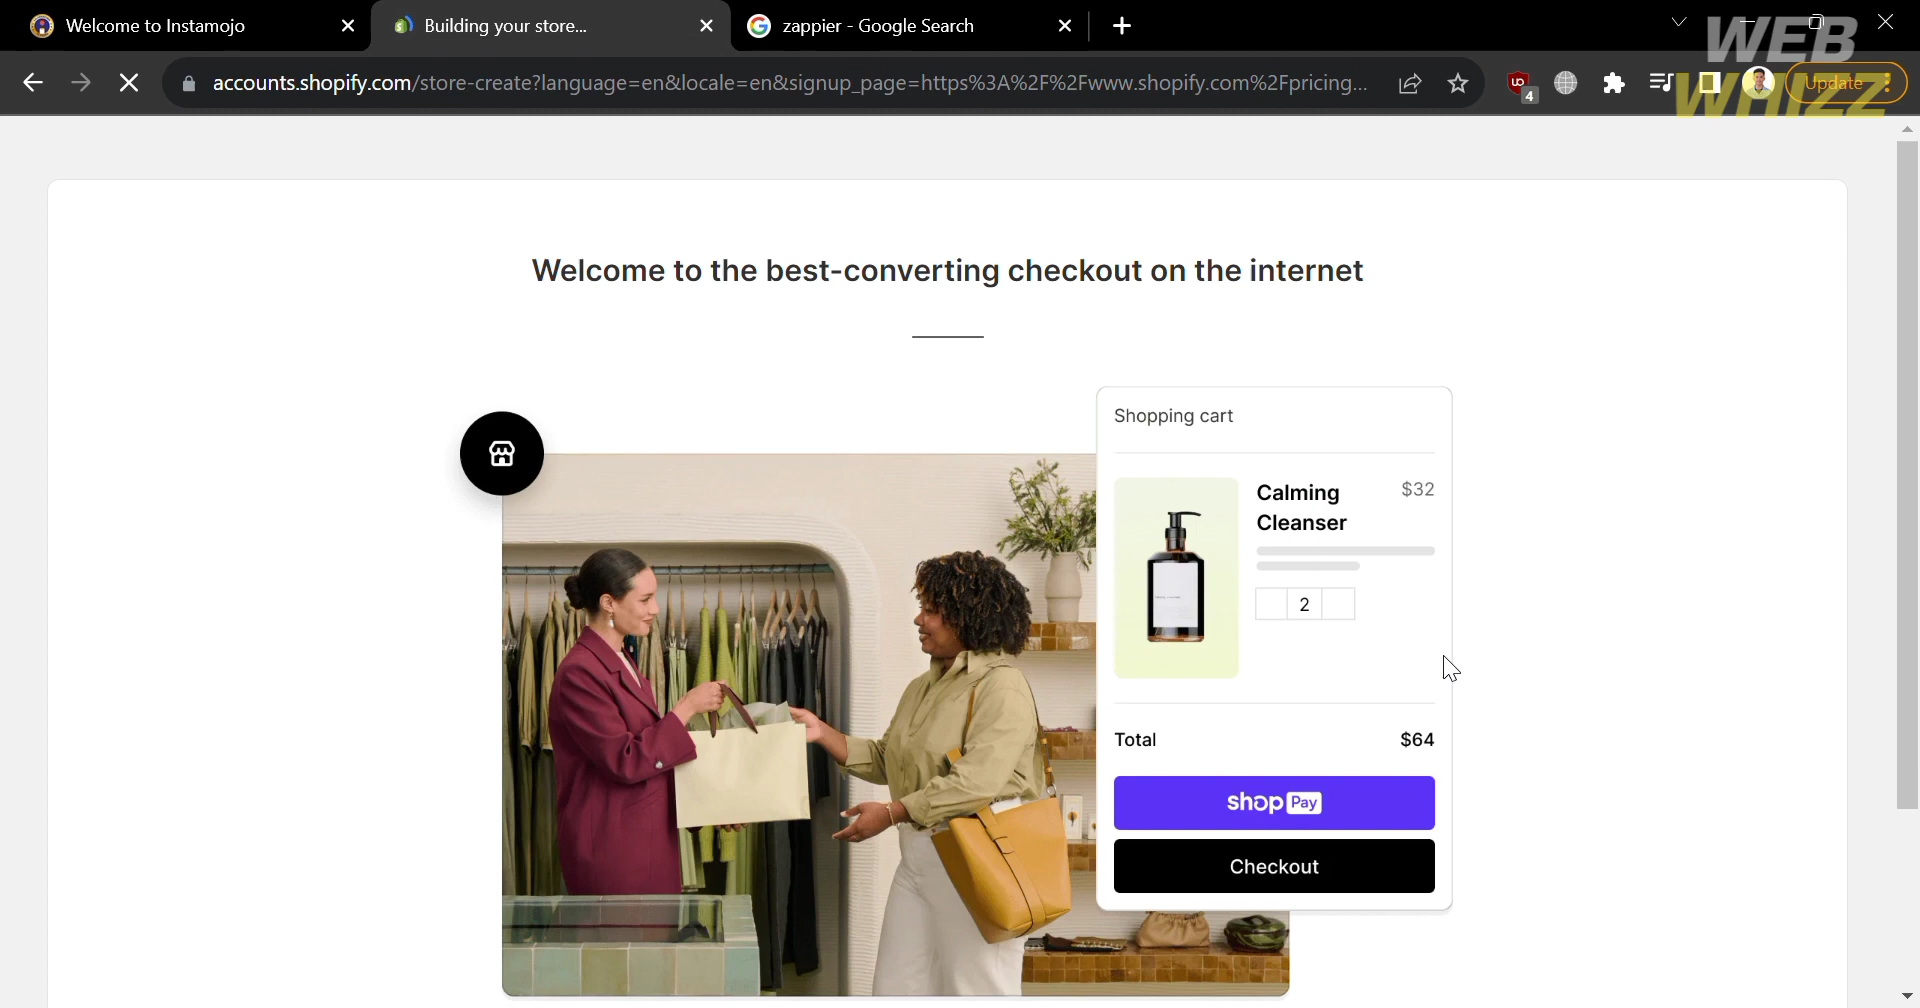 Welcome to Instamojo
Building your store...
zappier - Google Search
WEB
WHIZZ
accounts.shopify.com/store-create?language=en&locale=en&signup_page=https%3A%2F%2Fwww.shopify.com%2Fpricing...
4
Update
Welcome to the best-converting checkout on the internet
Shopping cart
Calming $32
Cleanser
2
Total $64
shop Pay
Checkout